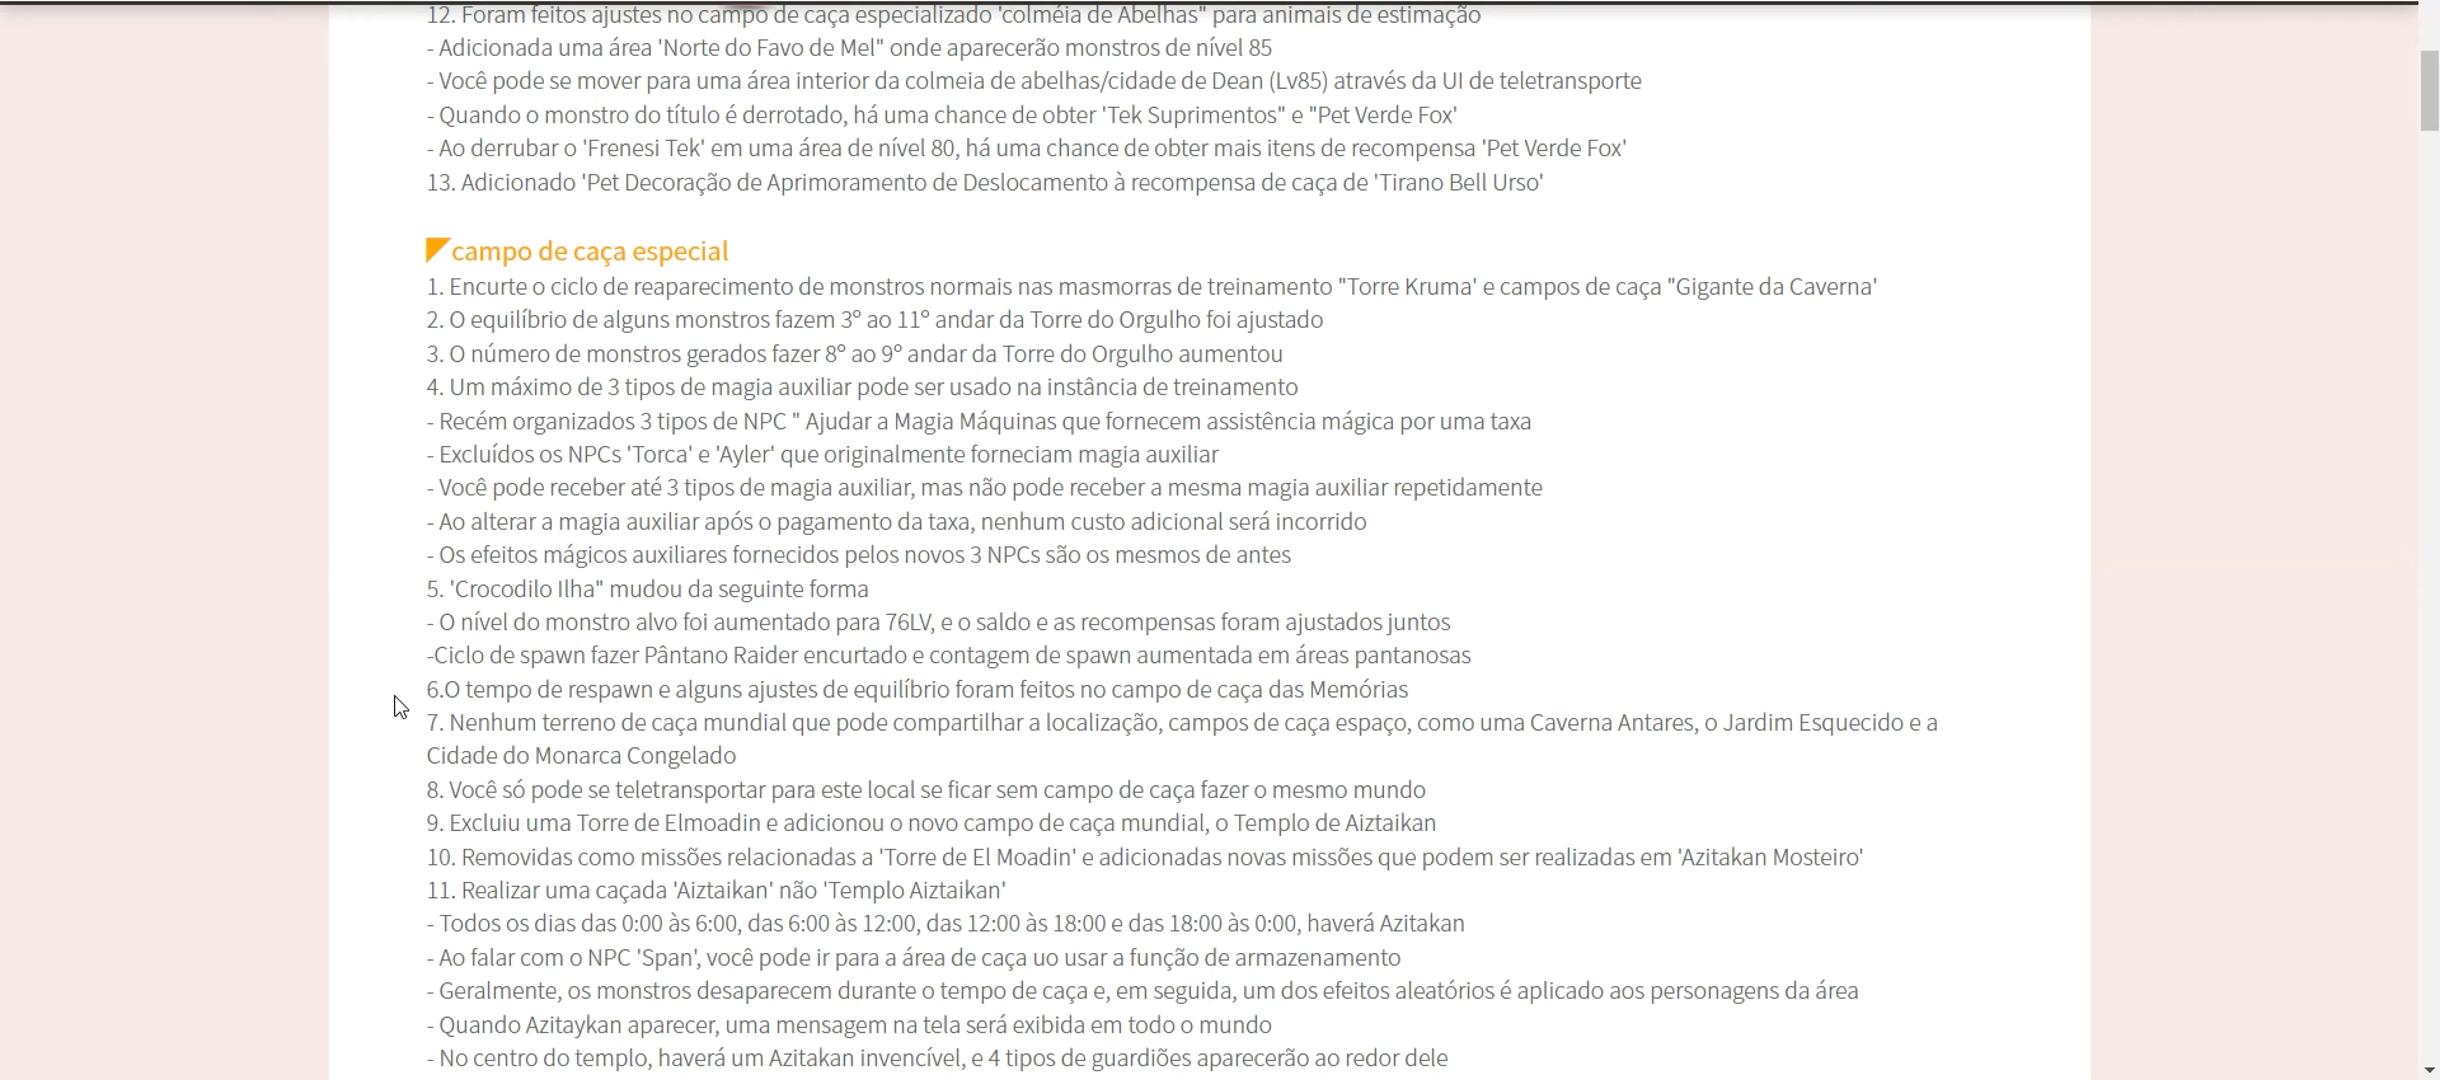 12. Foram feitos ajustes no campo de caça especializado 'colméia de Abelhas" para animais de estimação
- Adicionada uma área 'Norte do Favo de Mel" onde aparecerão monstros de nível 85
- Você pode se mover para uma área interior da colmeia de abelhas/cidade de Dean (Lv85) através da UI de teletransporte
- Quando o monstro do título é derrotado, há uma chance de obter 'Tek Suprimentos" e "Pet Verde Fox'
- Ao derrubar o 'Frenesi Tek' em uma área de nível 80, há uma chance de obter mais itens de recompensa 'Pet Verde Fox'
13. Adicionado 'Pet Decoração de Aprimoramento de Deslocamento à recompensa de caça de 'Tirano Bell Urso'
campo de caça especial
1. Encurte o ciclo de reaparecimento de monstros normais nas masmorras de treinamento "Torre Kruma' e campos de caça "Gigante da Caverna'
2. O equilíbrio de alguns monstros fazem 3º ao 11º andar da Torre do Orgulho foi ajustado
3. O número de monstros gerados fazer 8º ao 9º andar da Torre do Orgulho aumentou
4. Um máximo de 3 tipos de magia auxiliar pode ser usado na instância de treinamento
- Recém organizados 3 tipos de NPC " Ajudar a Magia Máquinas que fornecem assistência mágica por uma taxa
- Excluídos os NPCs 'Torca' e 'Ayler' que originalmente forneciam magia auxiliar
- Você pode receber até 3 tipos de magia auxiliar, mas não pode receber a mesma magia auxiliar repetidamente
- Ao alterar a magia auxiliar após o pagamento da taxa, nenhum custo adicional será incorrido
- Os efeitos mágicos auxiliares fornecidos pelos novos 3 NPCs são os mesmos de antes
5. 'Crocodilo Ilha" mudou da seguinte forma
- O nível do monstro alvo foi aumentado para 76LV, e o saldo e as recompensas foram ajustados juntos
-Ciclo de spawn fazer Pântano Raider encurtado e contagem de spawn aumentada em áreas pantanosas
6.O tempo de respawn e alguns ajustes de equilíbrio foram feitos no campo de caça das Memórias
7. Nenhum terreno de caça mundial que pode compartilhar a localização, campos de caça espaço, como uma Caverna Antares, o Jardim Esquecido e a
Cidade do Monarca Congelado
8. Você só pode se teletransportar para este local se ficar sem campo de caça fazer o mesmo mundo
9. Excluiu uma Torre de Elmoadin e adicionou o novo campo de caça mundial, o Templo de Aiztaikan
10. Removidas como missões relacionadas a 'Torre de El Moadin' e adicionadas novas missões que podem ser realizadas em 'Azitakan Mosteiro'
11. Realizar uma caçada 'Aiztaikan' não 'Templo Aiztaikan'
- Todos os dias das 0:00 às 6:00, das 6:00 às 12:00, das 12:00 às 18:00 e das 18:00 às 0:00, haverá Azitakan
- Ao falar com o NPC 'Span', você pode ir para a área de caça uo usar a função de armazenamento
- Geralmente, os monstros desaparecem durante o tempo de caça e, em seguida, um dos efeitos aleatórios é aplicado aos personagens da área
- Quando Azitaykan aparecer, uma mensagem na tela será exibida em todo o mundo
- No centro do templo, haverá um Azitakan invencível, e 4 tipos de guardiões aparecerão ao redor dele